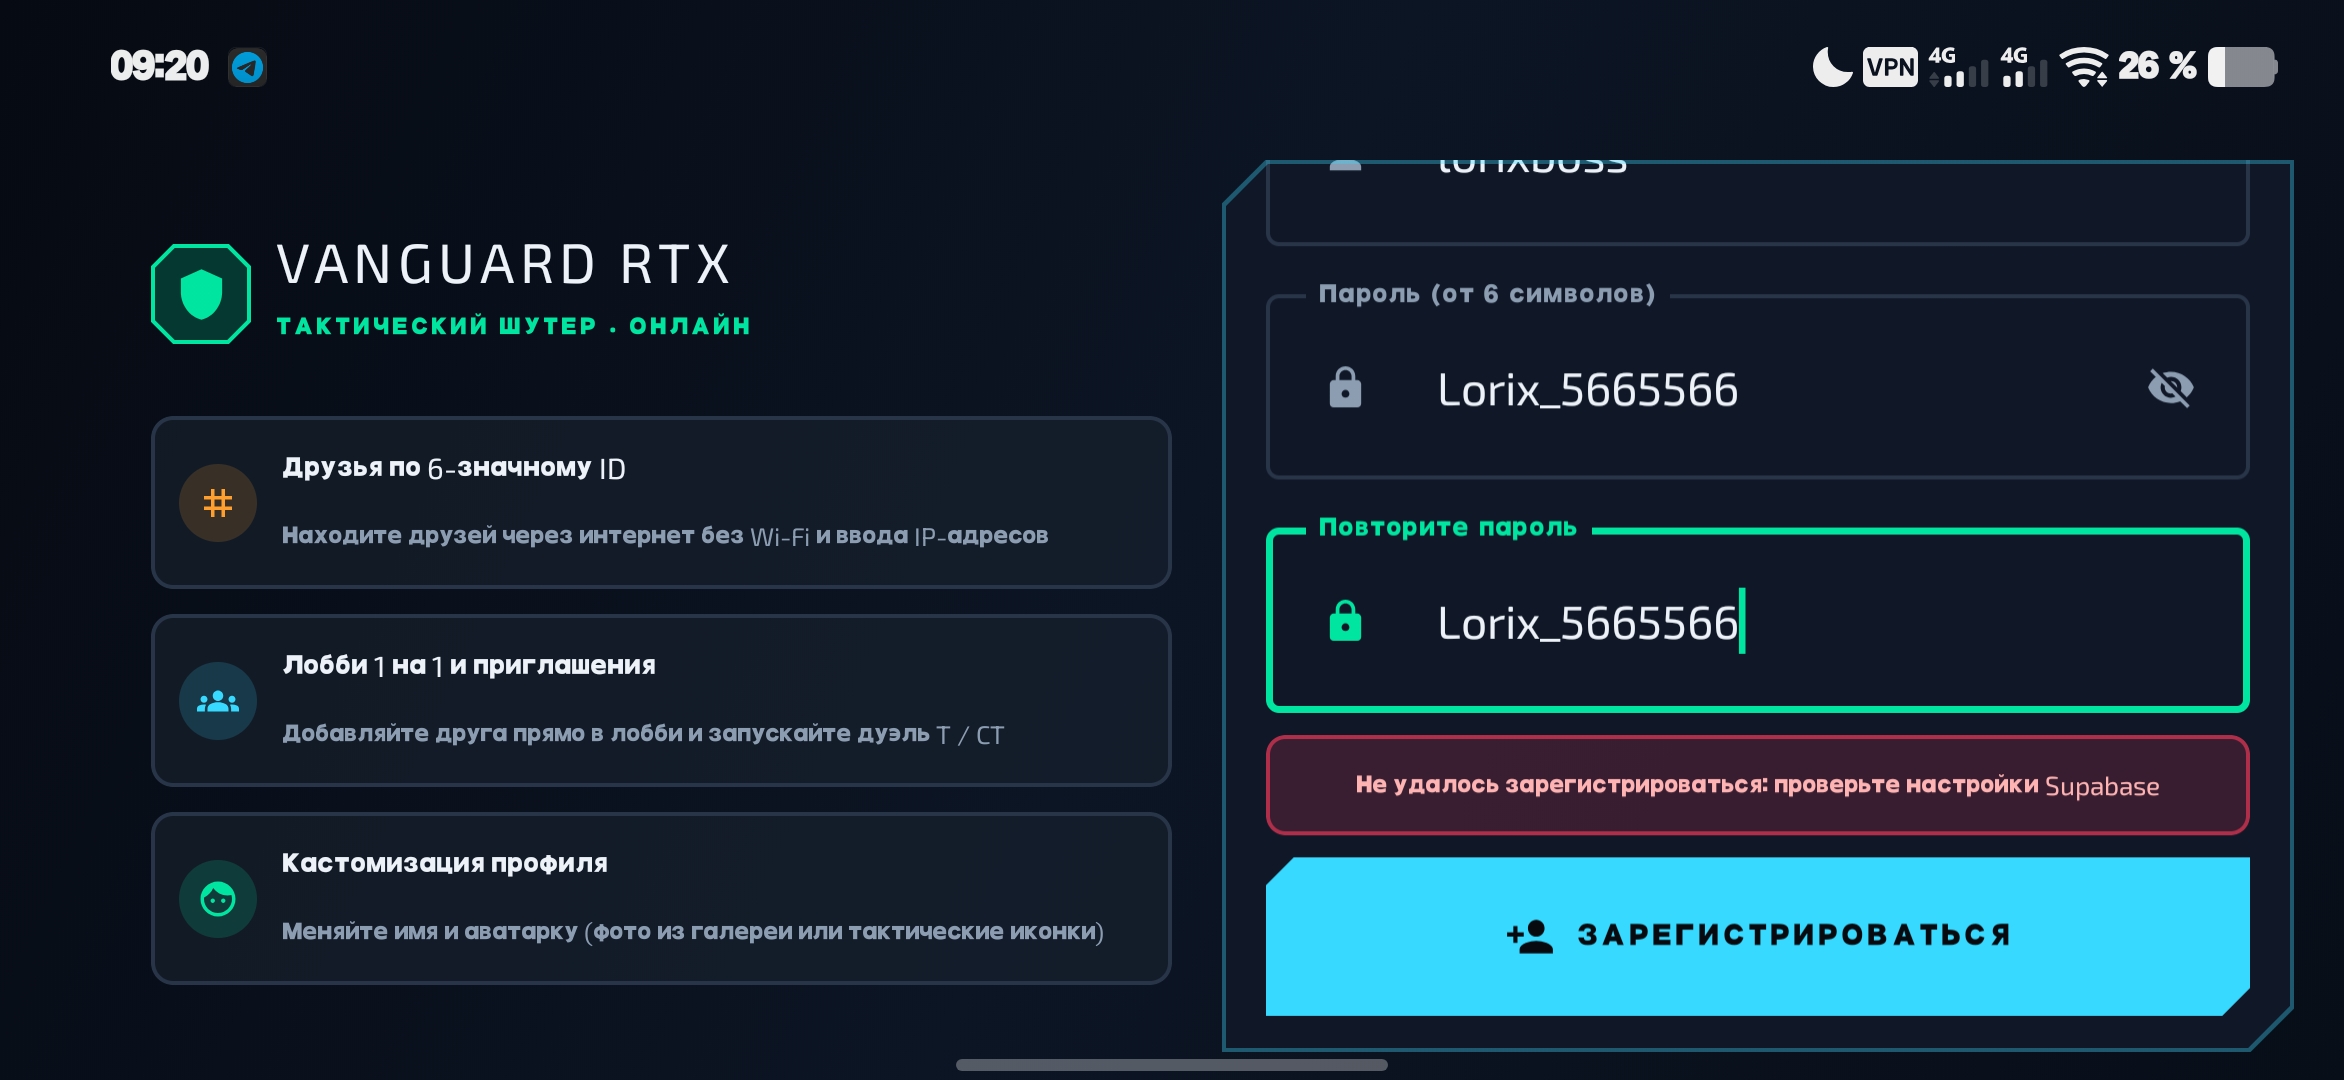 09:20
VPN 4G 4G 26 %
VANGUARD RTX
ТАКТИЧЕСКИЙ ШУТЕР · ОНЛАЙН
Друзья по 6-значному ID
Находите друзей через интернет без Wi-Fi и ввода IP-адресов
Лобби 1 на 1 и приглашения
Добавляйте друга прямо в лобби и запускайте дуэль T / CT
Кастомизация профиля
Меняйте имя и аватарку (фото из галереи или тактические иконки)
lorixboss
Пароль (от 6 символов)
Lorix_5665566
Повторите пароль
Lorix_5665566
Не удалось зарегистрироваться: проверьте настройки Supabase
ЗАРЕГИСТРИРОВАТЬСЯ